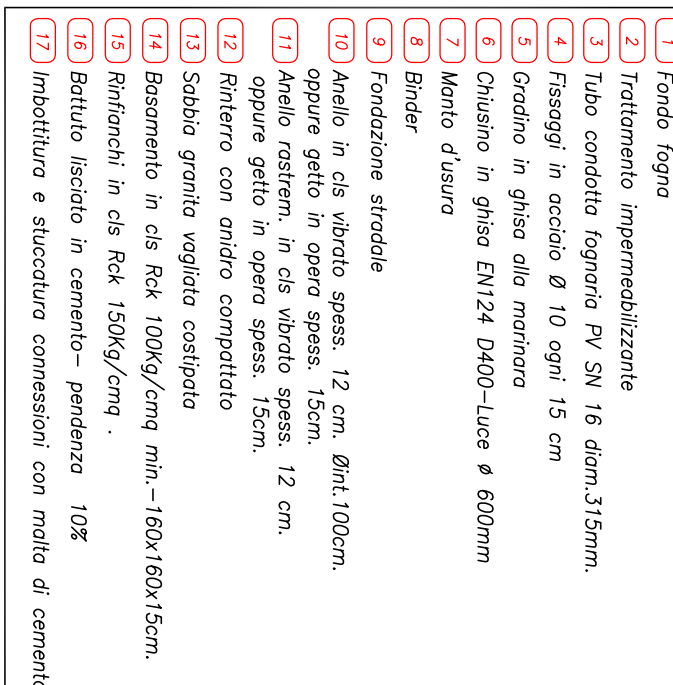 1 Fondo fogna
2 Trattamento impermeabilizzante
3 Tubo condotta fognaria PV SN 16 diam.315mm.
4 Fissaggi in acciaio Ø 10 ogni 15 cm
5 Gradino in ghisa alla marinara
6 Chiusino in ghisa EN124 D400-Luce ø 600mm
7 Manto d'usura
8 Binder
9 Fondazione stradale
10 Anello in cls vibrato spess. 12 cm. Øint.100cm.
oppure getto in opera spess. 15cm.
11 Anello rastrem. in cls vibrato spess. 12 cm.
oppure getto in opera spess. 15cm.
12 Rinterro con anidro compattato
13 Sabbia granita vagliata costipata
14 Basamento in cls Rck 100Kg/cmq min.-160x160x15cm.
15 Rinfianchi in cls Rck 150Kg/cmq .
16 Battuto lisciato in cemento- pendenza 10%
17 Imbottitura e stuccatura connessioni con malta di cemento